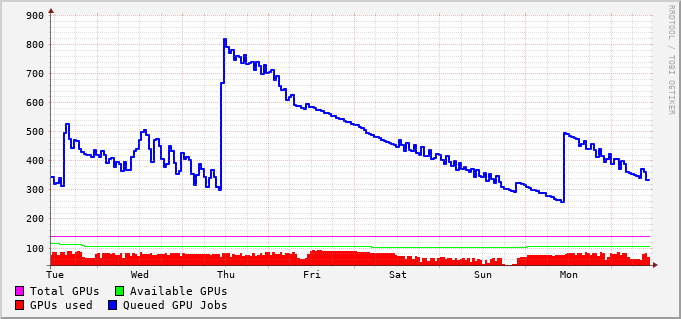 900
800
700
600
500
400
300
200
100
Tue Wed Thu Fri Sat Sun Mon
RRDTOOL / TOBI OETIKER
Total GPUs Available GPUs
GPUs used Queued GPU Jobs